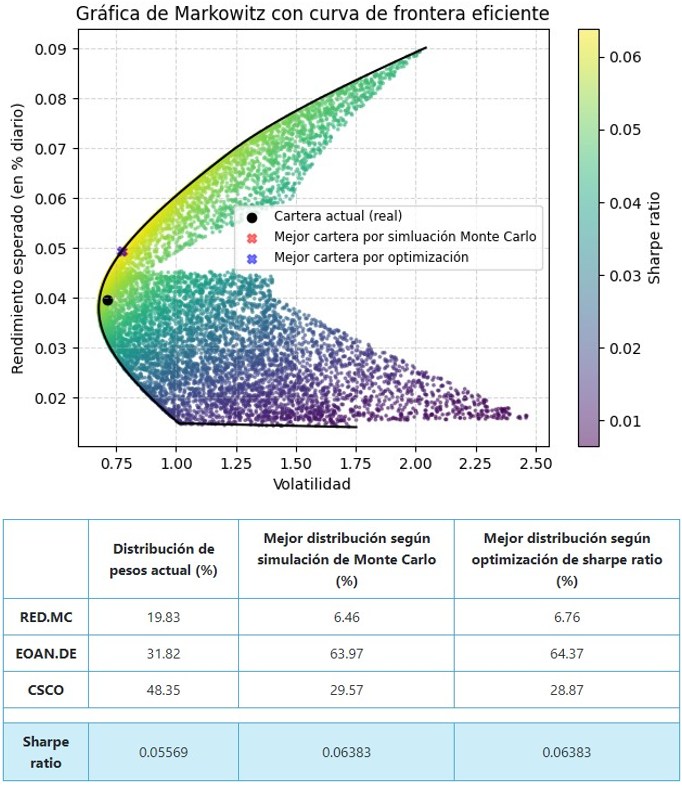 Gráfica de Markowitz con curva de frontera eficiente
Rendimiento esperado (en % diario)
0.09
0.08
0.07
0.06
0.05
0.04
0.03
0.02
Cartera actual (real)
Mejor cartera por simluación Monte Carlo
Mejor cartera por optimización
0.75 1.00 1.25 1.50 1.75 2.00 2.25 2.50
Volatilidad
0.06
0.05
0.04
0.03
0.02
0.01
Sharpe ratio
Distribución de
pesos actual (%)
Mejor distribución según
simulación de Monte Carlo
(%)
Mejor distribución según
optimización de sharpe ratio
(%)
RED.MC 19.83 6.46 6.76
EOAN.DE 31.82 63.97 64.37
CSCO 48.35 29.57 28.87
Sharpe
ratio
0.05569 0.06383 0.06383